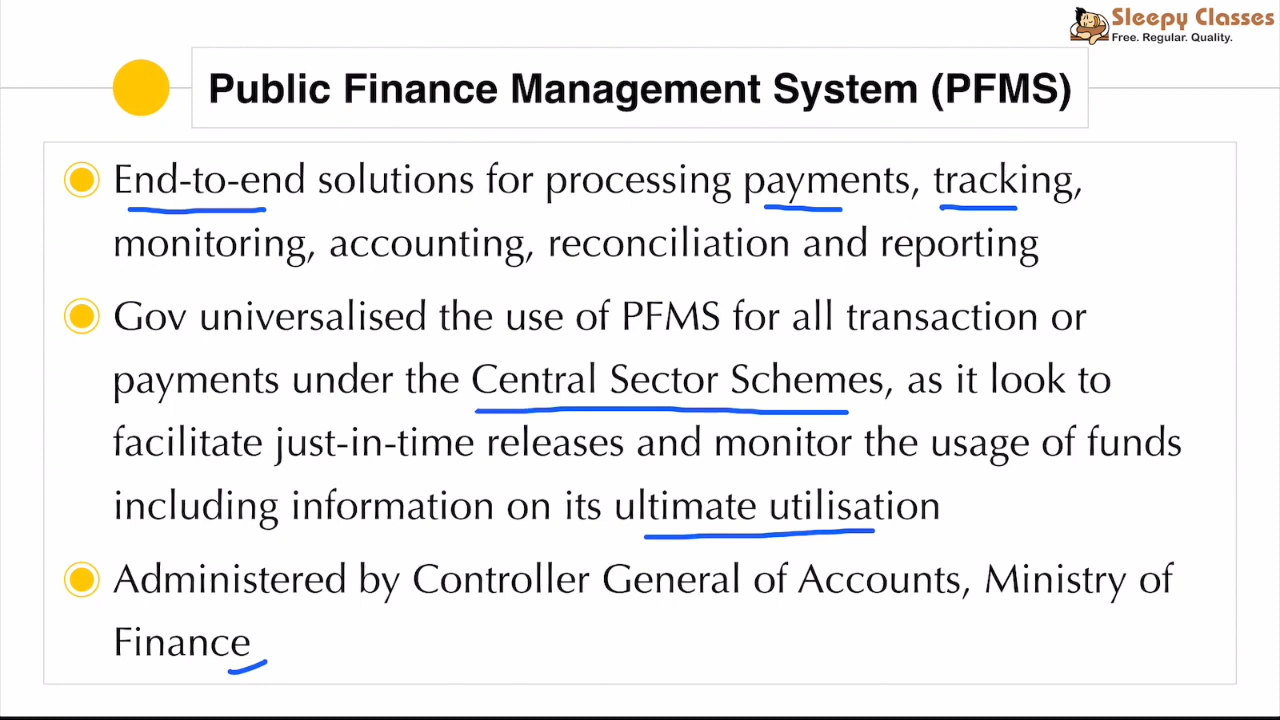 Sleepy Classes
Free. Regular. Quality.
Public Finance Management System (PFMS)
End-to-end solutions for processing payments, tracking,
monitoring, accounting, reconciliation and reporting
Gov universalised the use of PFMS for all transaction or
payments under the Central Sector Schemes, as it look to
facilitate just-in-time releases and monitor the usage of funds
including information on its ultimate utilisation
Administered by Controller General of Accounts, Ministry of
Finance